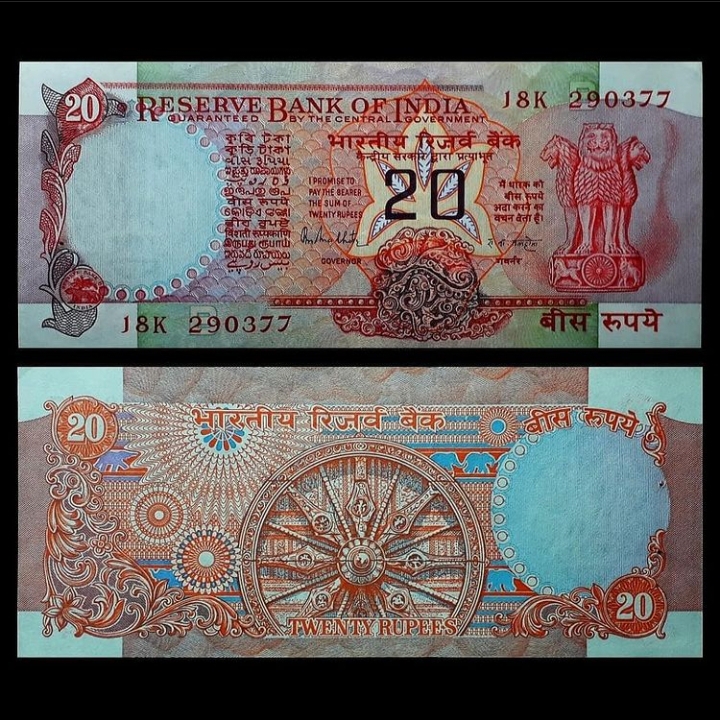 20
RESERVE BANK OF INDIA
18K 290377
GUARANTEED BY THE CENTRAL GOVERNMENT
भारतीय रिज़र्व बैंक
केन्द्रीय सरकार द्वारा प्रत्याभूत
I PROMISE TO
PAY THE BEARER
THE SUM OF
TWENTY RUPEES
20
मैं धारक को
बीस रुपये
अदा करने का
वचन देता हूँ।
GOVERNOR
गवर्नर
18K 290377
बीस रुपये
20
भारतीय रिज़र्व बैंक
बीस रुपये
TWENTY RUPEES
20